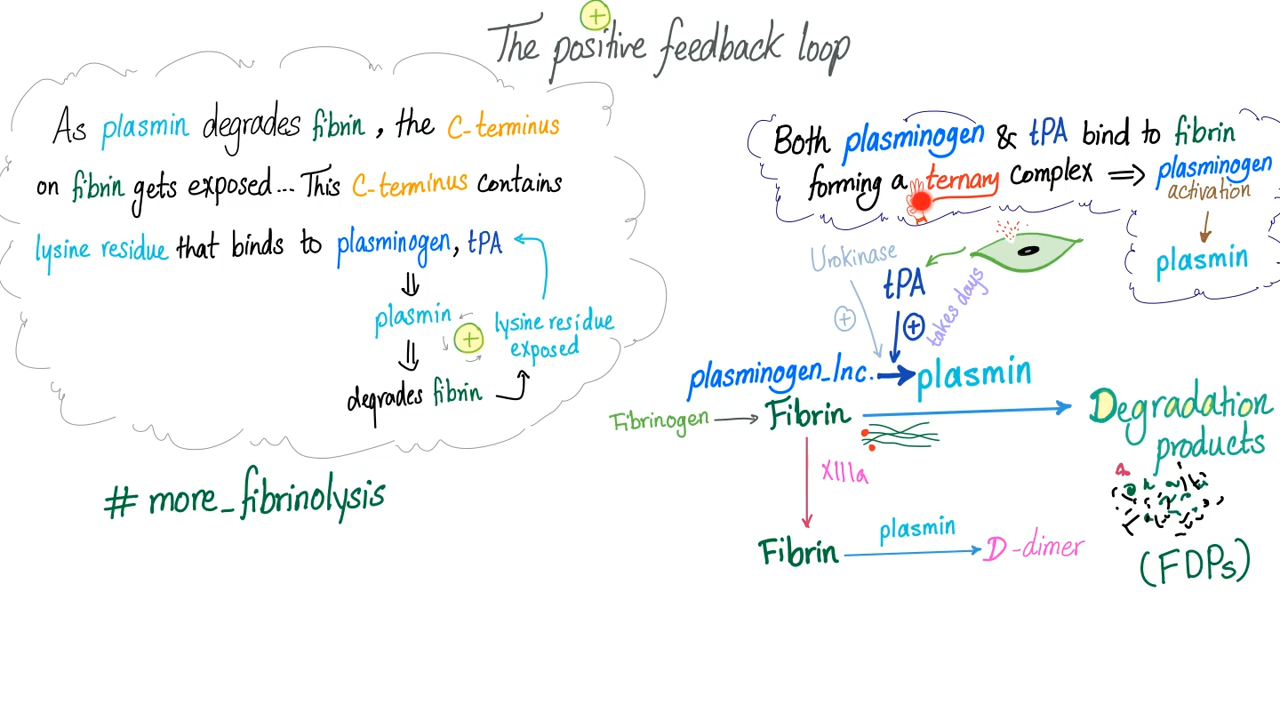 The positive feedback loop
+
As plasmin degrades fibrin, the C-terminus
on fibrin gets exposed... This C-terminus contains
lysine residue that binds to plasminogen, tPA
plasmin
+
lysine residue
exposed
degrades fibrin
# more_fibrinolysis
Both plasminogen & tPA bind to fibrin
forming a ternary complex ⇒ plasminogen
activation
plasmin
Urokinase
tPA
takes days
+
+
plasminogen_Inc. → plasmin
Fibrinogen → Fibrin → Degradation
products
XIIIa
(FDPs)
Fibrin
plasmin
D-dimer